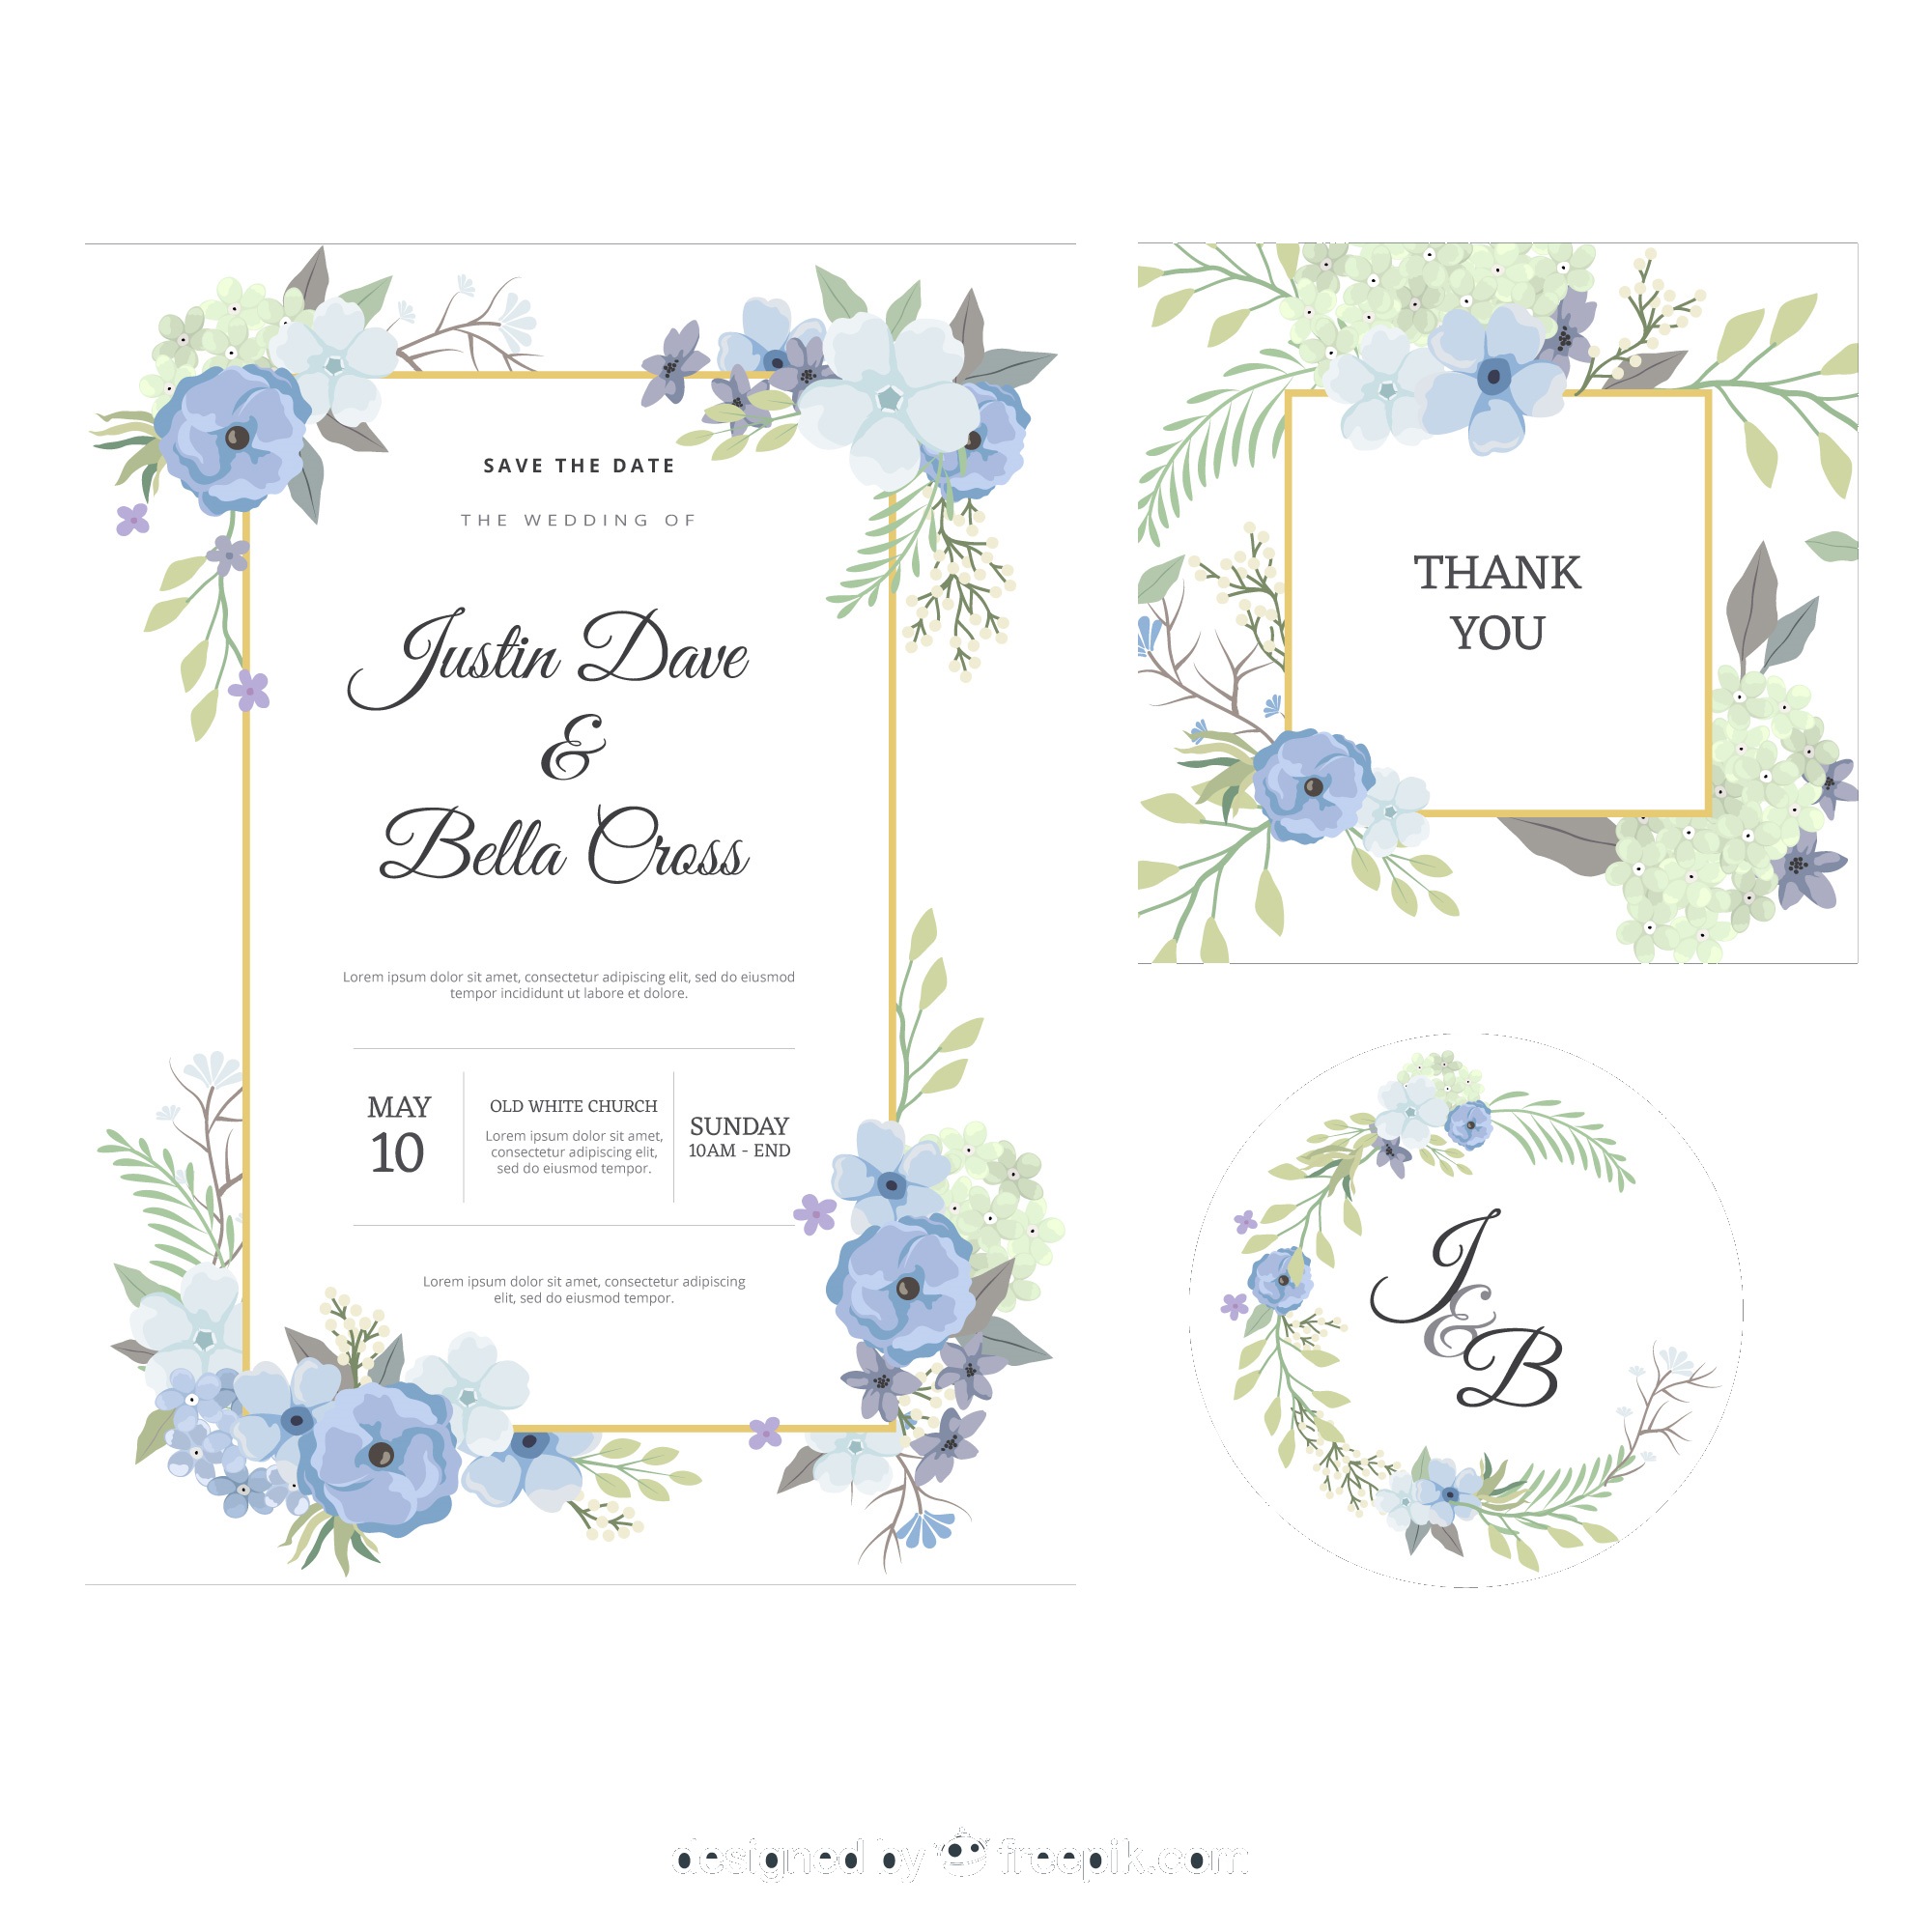 SAVE THE DATE
THE WEDDING OF
Justin Dave
&
Bella Cross
Lorem ipsum dolor sit amet, consectetur adipiscing elit, sed do eiusmod
tempor incididunt ut labore et dolore.
MAY
10
OLD WHITE CHURCH
Lorem ipsum dolor sit amet,
consectetur adipiscing elit,
sed do eiusmod tempor.
SUNDAY
10AM - END
Lorem ipsum dolor sit amet, consectetur adipiscing
elit, sed do eiusmod tempor.
THANK
YOU
J
&
B
designed by freepik.com